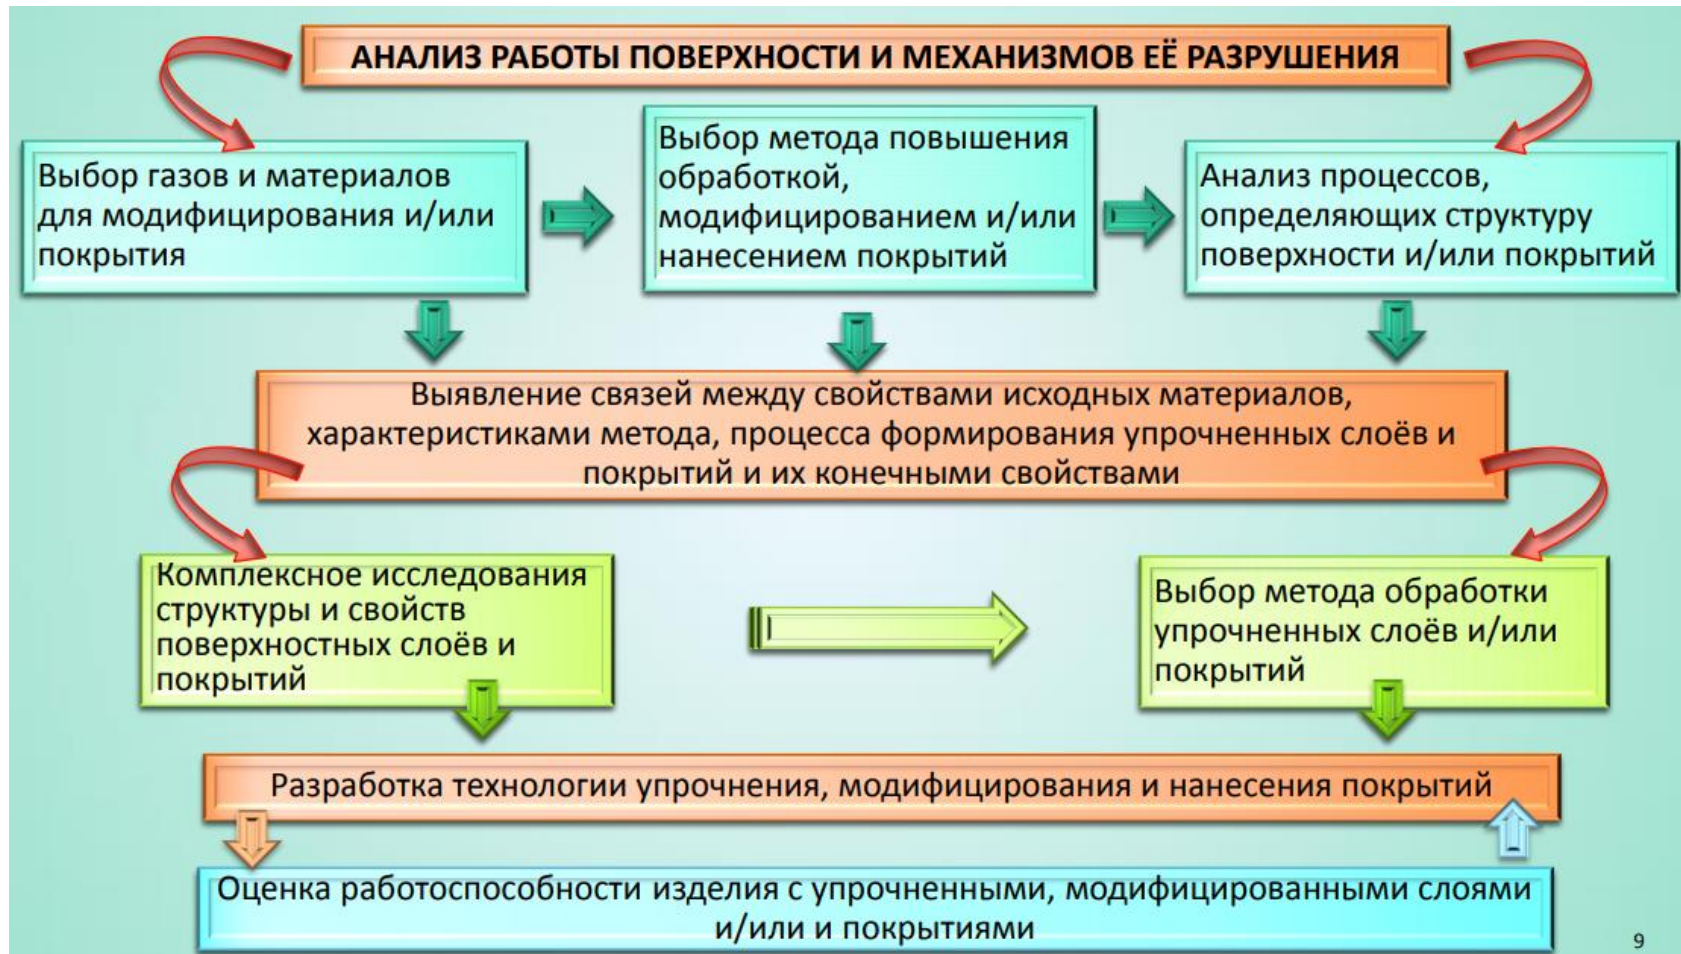 АНАЛИЗ РАБОТЫ ПОВЕРХНОСТИ И МЕХАНИЗМОВ ЕЁ РАЗРУШЕНИЯ
Выбор газов и материалов
для модифицирования и/или
покрытия
Выбор метода повышения
обработкой,
модифицированием и/или
нанесением покрытий
Анализ процессов,
определяющих структуру
поверхности и/или покрытий
Выявление связей между свойствами исходных материалов,
характеристиками метода, процесса формирования упрочненных слоёв и
покрытий и их конечными свойствами
Комплексное исследования
структуры и свойств
поверхностных слоёв и
покрытий
Выбор метода обработки
упрочненных слоёв и/или
покрытий
Разработка технологии упрочнения, модифицирования и нанесения покрытий
Оценка работоспособности изделия с упрочненными, модифицированными слоями
и/или и покрытиями
9